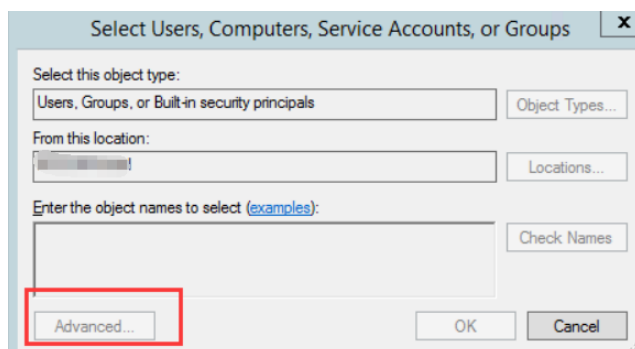 Select Users, Computers, Service Accounts, or Groups
x
Select this object type:
Users, Groups, or Built-in security principals
Object Types...
From this location:
Locations...
Enter the object names to select (examples):
Check Names
Advanced...
OK
Cancel